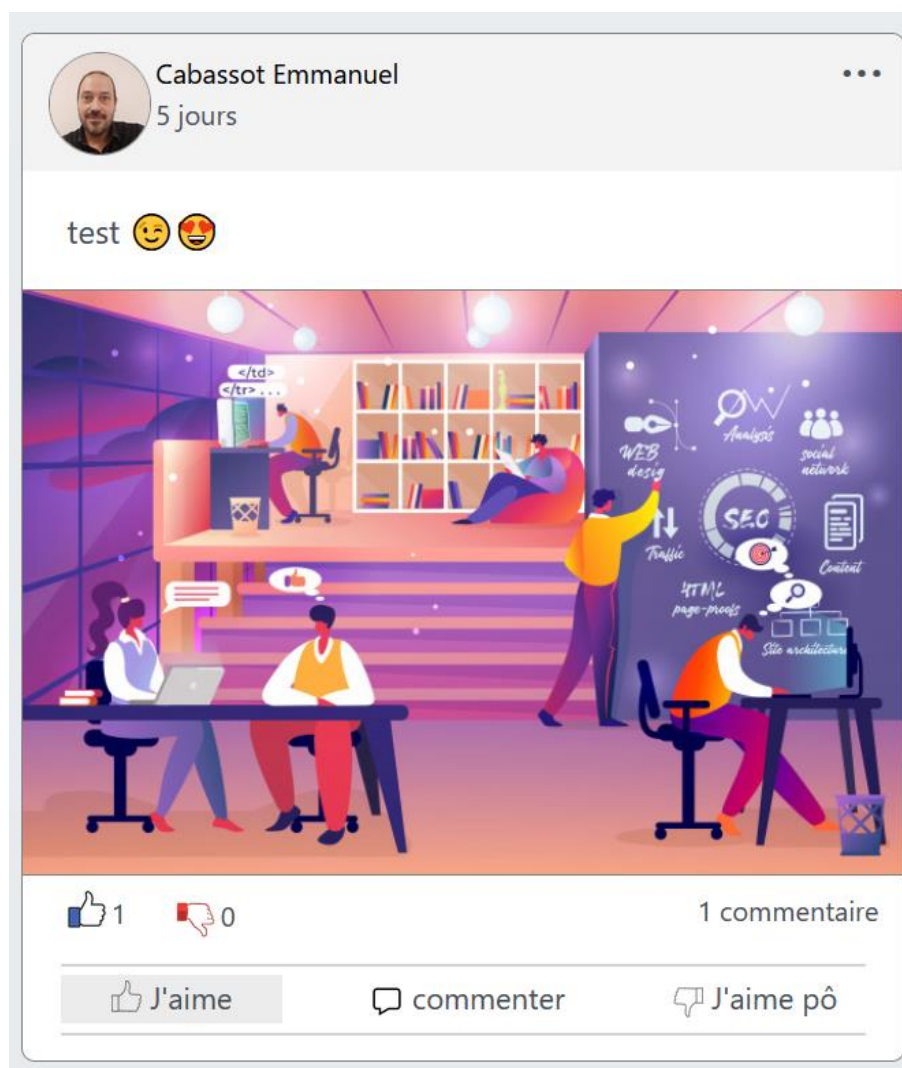 Cabassot Emmanuel
5 jours
test 😉😍
</td>
</tr> ...
WEB
desig
Analysis
social
network
SEO
Traffic
Content
HTML
page-proofs
Site architecture
1
0
1 commentaire
J'aime
commenter
J'aime pô